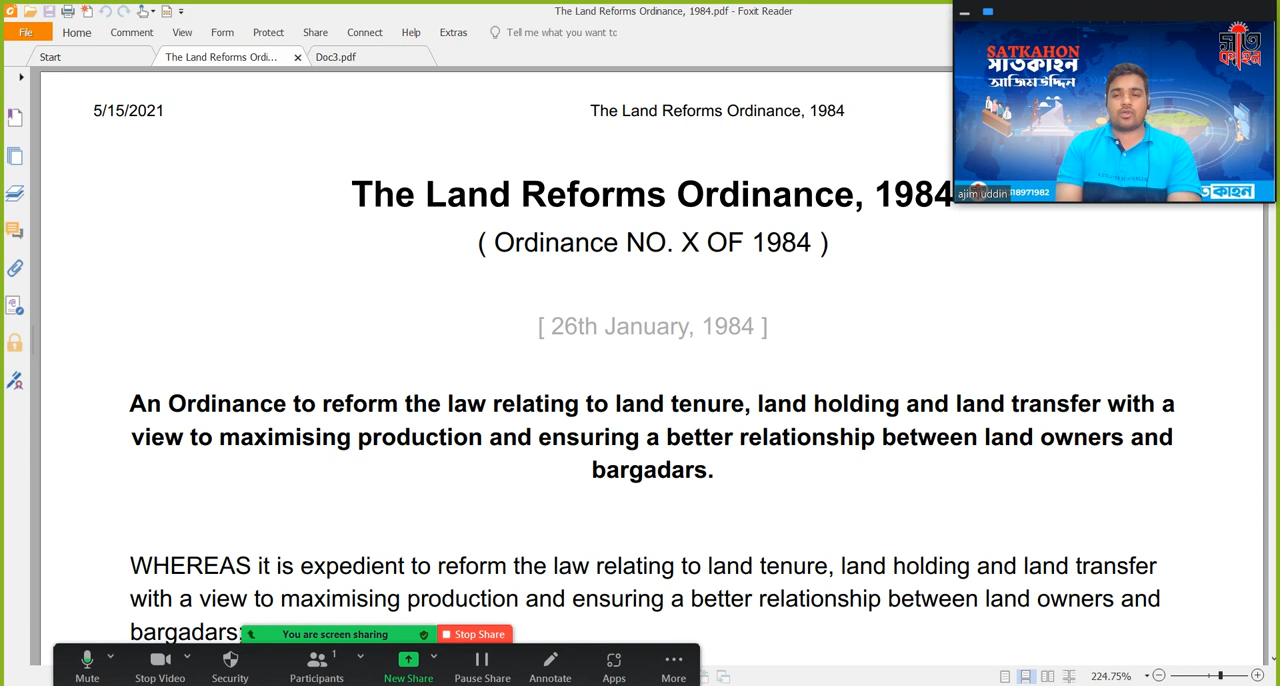 The Land Reforms Ordinance, 1984.pdf - Foxit Reader
File Home Comment View Form Protect Share Connect Help Extras Tell me what you want to
Start The Land Reforms Ordi... Doc3.pdf
5/15/2021 The Land Reforms Ordinance, 1984
SATKAHON
সাতকাহন
আজিমউদ্দিন
সাত
কাহন
ajim uddin
18971982
কাহন
The Land Reforms Ordinance, 1984
( Ordinance NO. X OF 1984 )
[ 26th January, 1984 ]
An Ordinance to reform the law relating to land tenure, land holding and land transfer with a
view to maximising production and ensuring a better relationship between land owners and
bargadars.
WHEREAS it is expedient to reform the law relating to land tenure, land holding and land transfer
with a view to maximising production and ensuring a better relationship between land owners and
bargadars;
You are screen sharing Stop Share
1
Mute Stop Video Security Participants New Share Pause Share Annotate Apps More
224.75%